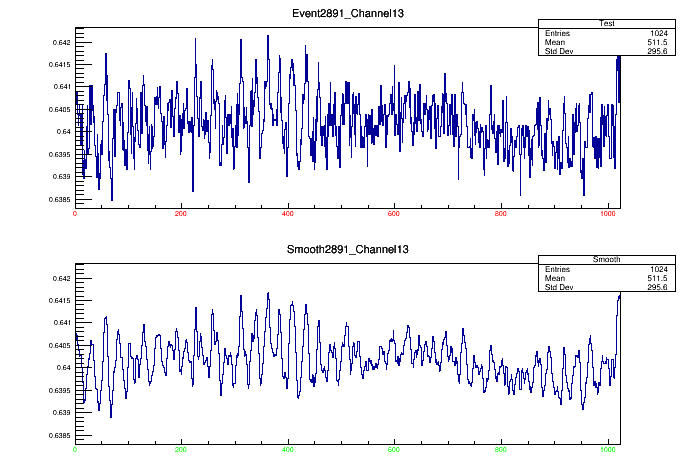 Event2891_Channel13
Test
Entries 1024
Mean 511.5
Std Dev 295.6
0.642
0.6415
0.641
0.6405
0.64
0.6395
0.639
0.6385
0 200 400 600 800 1000
Smooth2891_Channel13
Smooth
Entries 1024
Mean 511.5
Std Dev 295.6
0.642
0.6415
0.641
0.6405
0.64
0.6395
0.639
0.6385
0 200 400 600 800 1000